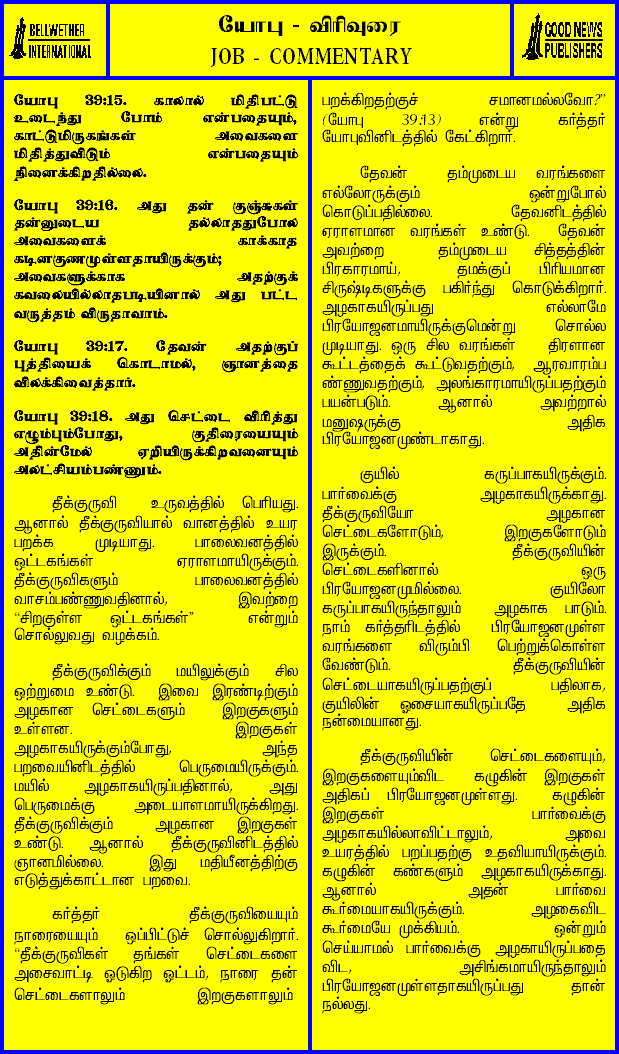 BELLWETHER
INTERNATIONAL
யோபு - விரிவுரை
JOB - COMMENTARY
GOOD NEWS
PUBLISHERS
யோபு 39:15. காலால் மிதிபட்டு
உடைந்து போம் என்பதையும்,
காட்டுமிருகங்கள் அவைகளை
மிதித்துவிடும் என்பதையும்
நினைக்கிறதில்லை.
யோபு 39:16. அது தன் குஞ்சுகள்
தன்னுடைய தல்லாததுபோல
அவைகளைக் காக்காத
கடினகுணமுள்ளதாயிருக்கும்;
அவைகளுக்காக அதற்குக்
கவலையில்லாதபடியினால் அது பட்ட
வருத்தம் விருதாவாம்.
யோபு 39:17. தேவன் அதற்குப்
புத்தியைக் கொடாமல், ஞானத்தை
விலக்கிவைத்தார்.
யோபு 39:18. அது செட்டை விரித்து
எழும்பும்போது, குதிரையையும்
அதின்மேல் ஏறியிருக்கிறவனையும்
அலட்சியம்பண்ணும்.
தீக்குருவி உருவத்தில் பெரியது.
ஆனால் தீக்குருவியால் வானத்தில் உயர
பறக்க முடியாது. பாலைவனத்தில்
ஒட்டகங்கள் ஏராளமாயிருக்கும்.
தீக்குருவிகளும் பாலைவனத்தில்
வாசம்பண்ணுவதினால், இவற்றை
“சிறகுள்ள ஒட்டகங்கள்” என்றும்
சொல்லுவது வழக்கம்.
தீக்குருவிக்கும் மயிலுக்கும் சில
ஒற்றுமை உண்டு. இவை இரண்டிற்கும்
அழகான செட்டைகளும் இறகுகளும்
உள்ளன. இறகுகள்
அழகாகயிருக்கும்போது, அந்த
பறவையினிடத்தில் பெருமையிருக்கும்.
மயில் அழகாகயிருப்பதினால், அது
பெருமைக்கு அடையாளமாயிருக்கிறது.
தீக்குருவிக்கும் அழகான இறகுகள்
உண்டு. ஆனால் தீக்குருவினிடத்தில்
ஞானமில்லை. இது மதியீனத்திற்கு
எடுத்துக்காட்டான பறவை.
கர்த்தர் தீக்குருவியையும்
நாரையையும் ஒப்பிட்டுச் சொல்லுகிறார்.
“தீக்குருவிகள் தங்கள் செட்டைகளை
அசைவாட்டி ஓடுகிற ஓட்டம், நாரை தன்
செட்டைகளாலும் இறகுகளாலும்
பறக்கிறதற்குச் சமானமல்லவோ?”
(யோபு 39:13) என்று கர்த்தர்
யோபுவினிடத்தில் கேட்கிறார்.
தேவன் தம்முடைய வரங்களை
எல்லோருக்கும் ஒன்றுபோல்
கொடுப்பதில்லை. தேவனிடத்தில்
ஏராளமான வரங்கள் உண்டு. தேவன்
அவற்றை தம்முடைய சித்தத்தின்
பிரகாரமாய், தமக்குப் பிரியமான
சிருஷ்டிகளுக்கு பகிர்ந்து கொடுக்கிறார்.
அழகாகயிருப்பது எல்லாமே
பிரயோஜனமாயிருக்குமென்று சொல்ல
முடியாது. ஒரு சில வரங்கள் திரளான
கூட்டத்தைக் கூட்டுவதற்கும், ஆரவாரம்ப
ண்ணுவதற்கும், அலங்காரமாயிருப்பதற்கும்
பயன்படும். ஆனால் அவற்றால்
மனுஷருக்கு அதிக
பிரயோஜனமுண்டாகாது.
குயில் கருப்பாகயிருக்கும்.
பார்வைக்கு அழகாகயிருக்காது.
தீக்குருவியோ அழகான
செட்டைகளோடும், இறகுகளோடும்
இருக்கும். தீக்குருவியின்
செட்டைகளினால் ஒரு
பிரயோஜனமுமில்லை. குயிலோ
கருப்பாகயிருந்தாலும் அழகாக பாடும்.
நாம் கர்த்தரிடத்தில் பிரயோஜனமுள்ள
வரங்களை விரும்பி பெற்றுக்கொள்ள
வேண்டும். தீக்குருவியின்
செட்டையாகயிருப்பதற்குப் பதிலாக,
குயிலின் ஓசையாகயிருப்பதே அதிக
நன்மையானது.
தீக்குருவியின் செட்டைகளையும்,
இறகுகளையும்விட கழுகின் இறகுகள்
அதிகப் பிரயோஜனமுள்ளது. கழுகின்
இறகுகள் பார்வைக்கு
அழகாகயில்லாவிட்டாலும், அவை
உயரத்தில் பறப்பதற்கு உதவியாயிருக்கும்.
கழுகின் கண்களும் அழகாகயிருக்காது.
ஆனால் அதன் பார்வை
கூர்மையாகயிருக்கும். அழகைவிட
கூர்மையே முக்கியம். ஒன்றும்
செய்யாமல் பார்வைக்கு அழகாயிருப்பதை
விட, அசிங்கமாயிருந்தாலும்
பிரயோஜனமுள்ளதாகயிருப்பது தான்
நல்லது.